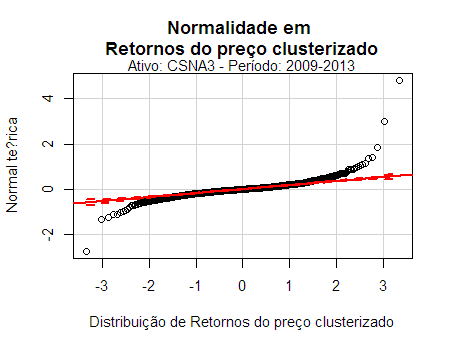 Normalidade em
Retornos do preço clusterizado
Ativo: CSNA3 - Período: 2009-2013
Normal te?rica
4
2
0
-2
-3
-2
-1
0
1
2
3
Distribuição de Retornos do preço clusterizado